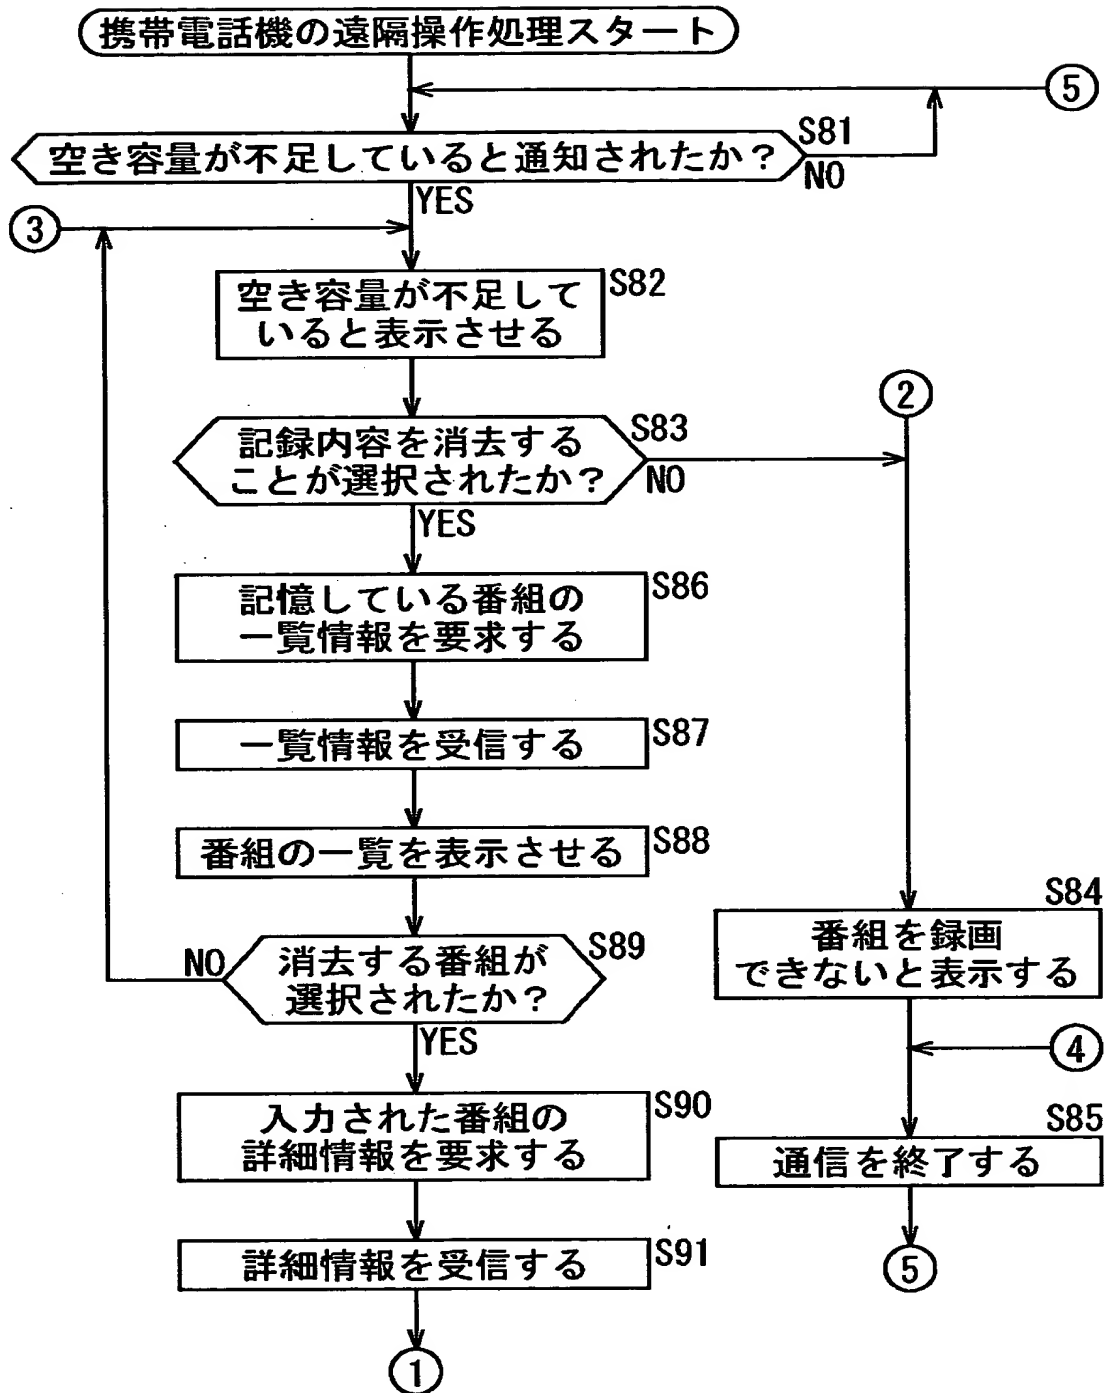 携帯電話機の遠隔操作処理スタート
⑤
空き容量が不足していると通知されたか?
S81
NO
YES
③
空き容量が不足して
いると表示させる
S82
②
記録内容を消去する
ことが選択されたか?
S83
NO
YES
記憶している番組の
一覧情報を要求する
S86
一覧情報を受信する
S87
番組の一覧を表示させる
S88
S84
番組を録画
できないと表示する
NO
消去する番組が
選択されたか?
S89
YES
④
入力された番組の
詳細情報を要求する
S90
S85
通信を終了する
詳細情報を受信する
S91
⑤
①